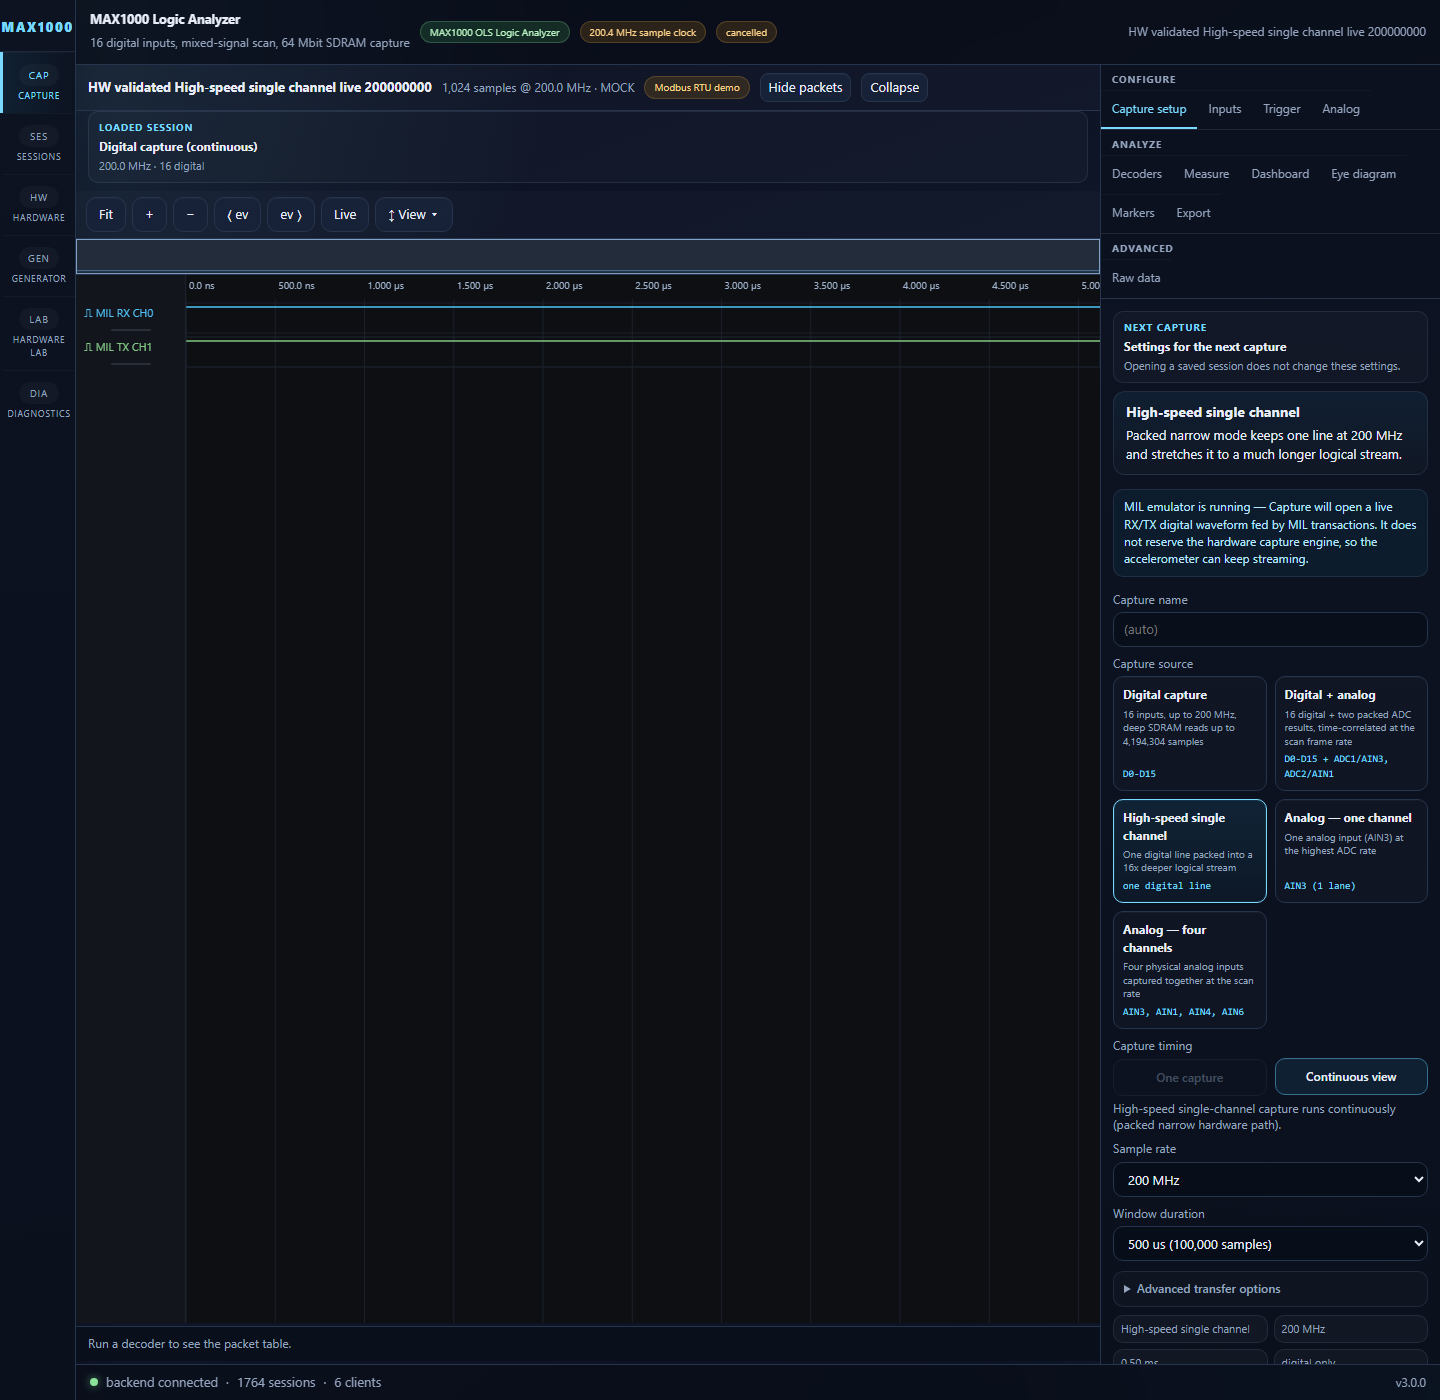 MAX1000
CAP
CAPTURE
SES
SESSIONS
HW
HARDWARE
GEN
GENERATOR
LAB
HARDWARE
LAB
DIA
DIAGNOSTICS
MAX1000 Logic Analyzer
16 digital inputs, mixed-signal scan, 64 Mbit SDRAM capture
MAX1000 OLS Logic Analyzer
200.4 MHz sample clock
cancelled
HW validated High-speed single channel live 200000000
HW validated High-speed single channel live 200000000
1,024 samples @ 200.0 MHz · MOCK
Modbus RTU demo
Hide packets
Collapse
LOADED SESSION
Digital capture (continuous)
200.0 MHz · 16 digital
Fit
+
−
⟨ ev
ev ⟩
Live
↕ View ▾
0.0 ns 500.0 ns 1.000 µs 1.500 µs 2.000 µs 2.500 µs 3.000 µs 3.500 µs 4.000 µs 4.500 µs 5.00
MIL RX CH0
MIL TX CH1
Run a decoder to see the packet table.
CONFIGURE
Capture setup Inputs Trigger Analog
ANALYZE
Decoders Measure Dashboard Eye diagram
Markers Export
ADVANCED
Raw data
NEXT CAPTURE
Settings for the next capture
Opening a saved session does not change these settings.
High-speed single channel
Packed narrow mode keeps one line at 200 MHz
and stretches it to a much longer logical stream.
MIL emulator is running — Capture will open a live
RX/TX digital waveform fed by MIL transactions. It does
not reserve the hardware capture engine, so the
accelerometer can keep streaming.
Capture name
(auto)
Capture source
Digital capture
16 inputs, up to 200 MHz,
deep SDRAM reads up to
4,194,304 samples
D0-D15
Digital + analog
16 digital + two packed ADC
results, time-correlated at the
scan frame rate
D0-D15 + ADC1/AIN3,
ADC2/AIN1
High-speed single
channel
One digital line packed into a
16x deeper logical stream
one digital line
Analog — one channel
One analog input (AIN3) at
the highest ADC rate
AIN3 (1 lane)
Analog — four
channels
Four physical analog inputs
captured together at the scan
rate
AIN3, AIN1, AIN4, AIN6
Capture timing
One capture
Continuous view
High-speed single-channel capture runs continuously
(packed narrow hardware path).
Sample rate
200 MHz
Window duration
500 us (100,000 samples)
▶ Advanced transfer options
High-speed single channel
200 MHz
0.50 ms
digital only
backend connected · 1764 sessions · 6 clients
v3.0.0